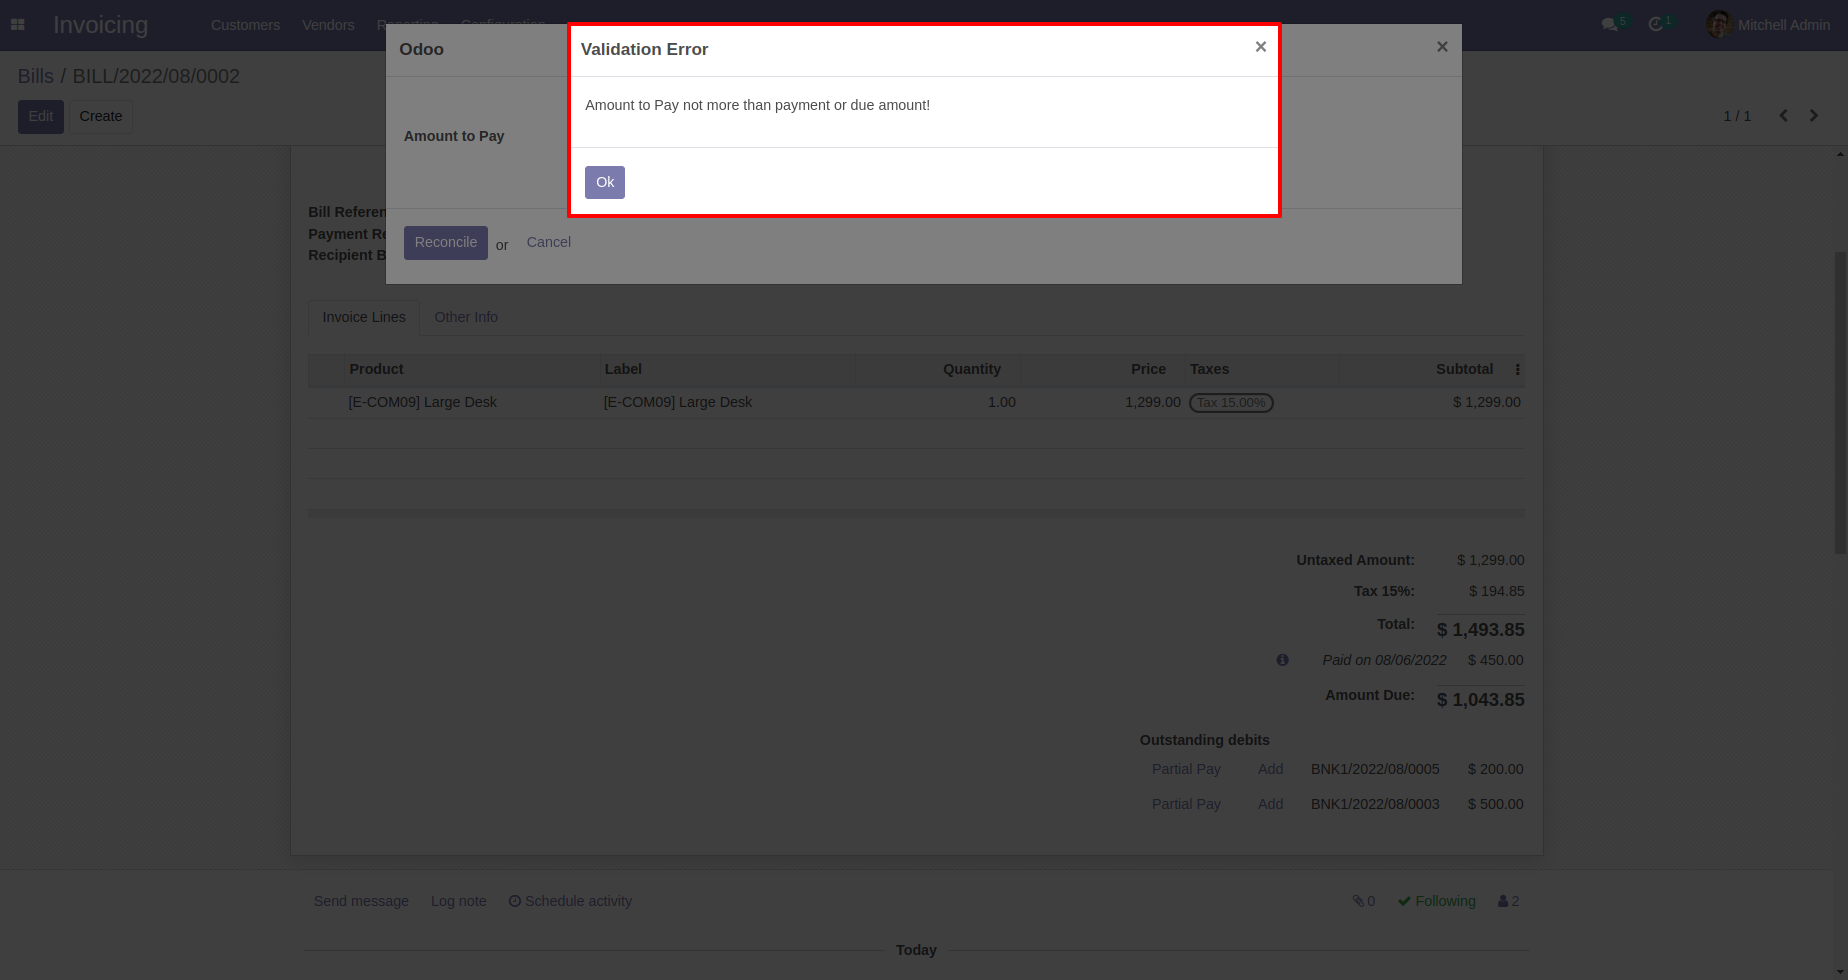 Invoicing
Customers Vendors
5 1 Mitchell Admin
Bills / BILL/2022/08/0002
Edit Create
1 / 1
Odoo
Validation Error
Amount to Pay not more than payment or due amount!
Amount to Pay
Ok
Reconcile or Cancel
Payment
Recipient
Invoice Lines Other Info
Product Label Quantity Price Taxes Subtotal
[E-COM09] Large Desk [E-COM09] Large Desk 1.00 1,299.00 Tax 15.00% $ 1,299.00
Untaxed Amount: $ 1,299.00
Tax 15%: $ 194.85
Total: $ 1,493.85
Paid on 08/06/2022 $ 450.00
Amount Due: $ 1,043.85
Outstanding debits
Partial Pay Add BNK1/2022/08/0005 $ 200.00
Partial Pay Add BNK1/2022/08/0003 $ 500.00
Send message Log note Schedule activity 0 Following 2
Today